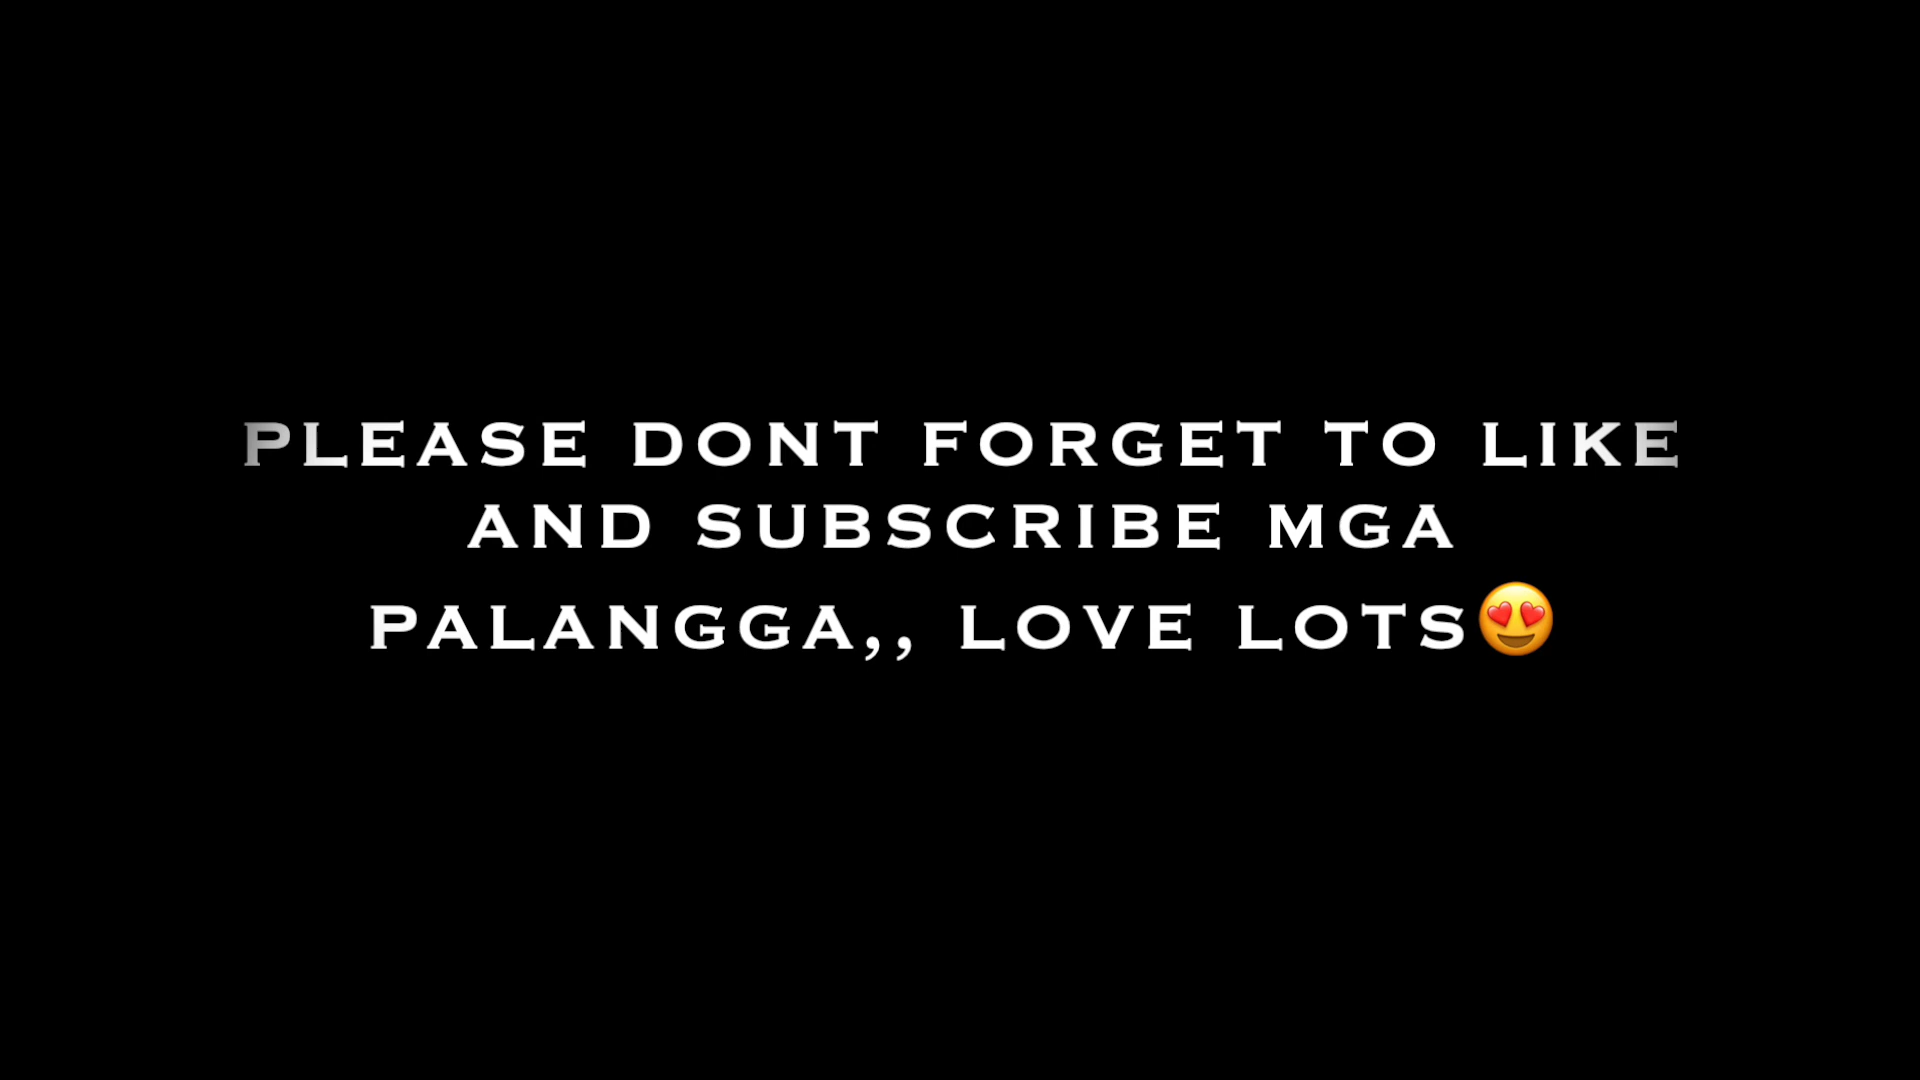 PLEASE DONT FORGET TO LIKE
AND SUBSCRIBE MGA
PALANGGA,, LOVE LOTS😍